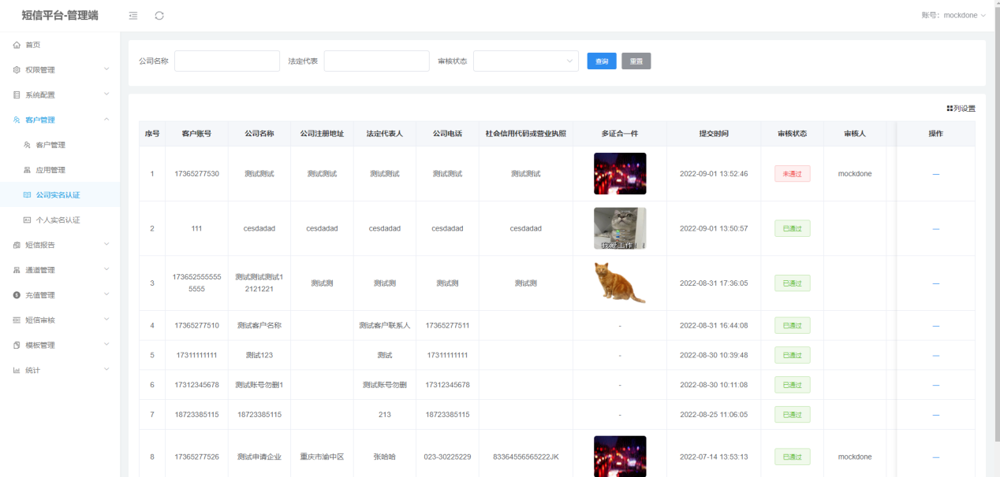 短信平台-管理端
账号：mockdone
首页
权限管理
系统配置
客户管理
客户管理
应用管理
公司实名认证
个人实名认证
短信报告
通道管理
充值管理
短信审核
模板管理
统计
公司名称
法定代表
审核状态
查询
重置
列设置
序号 客户账号 公司名称 公司注册地址 法定代表人 公司电话 社会信用代码或营业执照 多证合一件 提交时间 审核状态 审核人 操作
1 17365277530 测试测试 测试测试 测试测试 测试测试 测试测试 2022-09-01 13:52:46 未通过 mockdone —
2 111 cesdadad cesdadad cesdadad cesdadad cesdadad 2022-09-01 13:50:57 已通过 —
我爱工作！！
3 173652555555 测试测试测试1 测试测 测试测 测试测 测试测 2022-08-31 17:36:05 已通过 —
5555 2121221
4 17365277510 测试客户名称 测试客户联系人 17365277511 - 2022-08-31 16:44:08 已通过 —
5 17311111111 测试123 测试 17311111111 - 2022-08-30 10:39:48 已通过 —
6 17312345678 测试账号勿删1 测试账号勿删 17312345678 - 2022-08-30 10:11:08 已通过 —
7 18723385115 18723385115 213 18723385115 - 2022-08-25 11:06:05 已通过 —
8 17365277526 测试申请企业 重庆市渝中区 张哈哈 023-30225229 83364556565222JK 2022-07-14 13:53:13 已通过 mockdone —